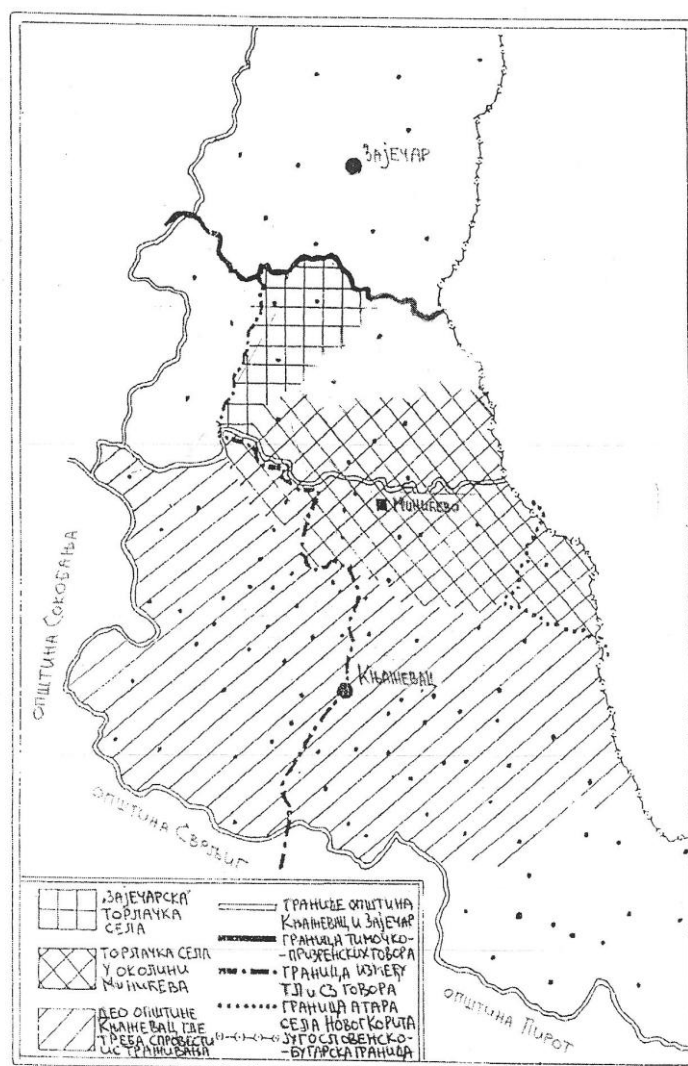 ЗАЈЕЧАР
МИНИЋЕВО
ОПШТИНА СОКОБАЊА
КЊАЖЕВАЦ
ОПШТИНА СВРЉИГ
ОПШТИНА ПИРОТ
„ЗАЈЕЧАРСКА“
ТОРЛАЧКА
СЕЛА
ТОРЛАЧКА СЕЛА
У ОКОЛИНИ
МИНИЋЕВА
ДЕО ОПШТИНЕ
КЊАЖЕВАЦ ГДЕ
ТРЕБА СПРОВЕСТИ
ИСТРАЖИВАЊА
ГРАНИЦЕ ОПШТИНА
КЊАЖЕВАЦ И ЗАЈЕЧАР
ГРАНИЦА ТИМОЧКО-
-ПРИЗРЕНСКИХ ГОВОРА
ГРАНИЦА ИЗМЕЂУ
ТЛ И СЗ ГОВОРА
ГРАНИЦА АТАРА
СЕЛА НОВОГ КОРИТА
ЈУГОСЛОВЕНСКО-
-БУГАРСКА ГРАНИЦА